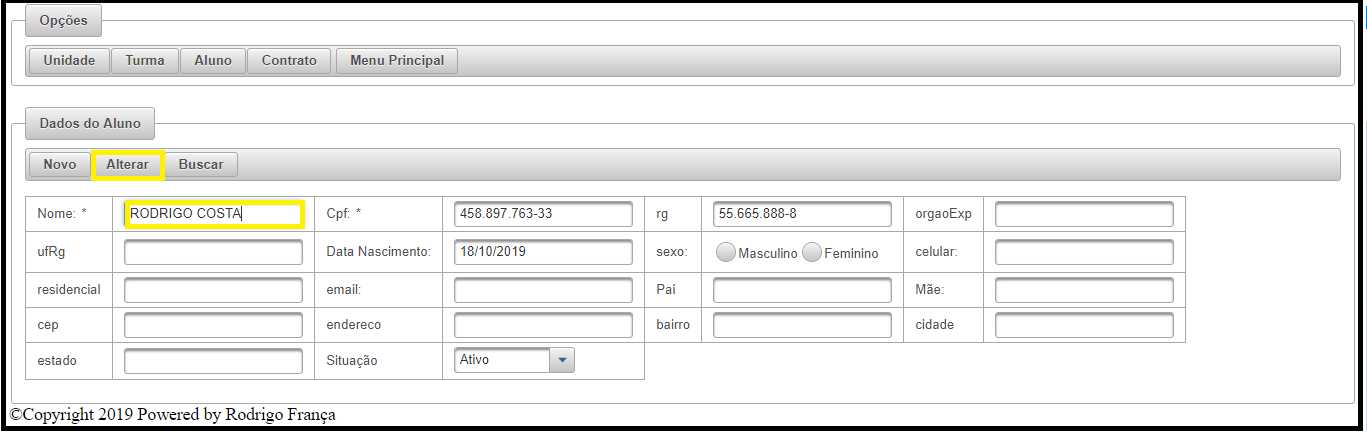 Opções
Unidade Turma Aluno Contrato Menu Principal
Dados do Aluno
Novo Alterar Buscar
Nome: * RODRIGO COSTA Cpf: * 458.897.763-33 rg 55.665.888-8 orgaoExp
ufRg Data Nascimento: 18/10/2019 sexo: Masculino Feminino celular:
residencial email: Pai Mãe:
cep endereco bairro cidade
estado Situação Ativo
©Copyright 2019 Powered by Rodrigo França